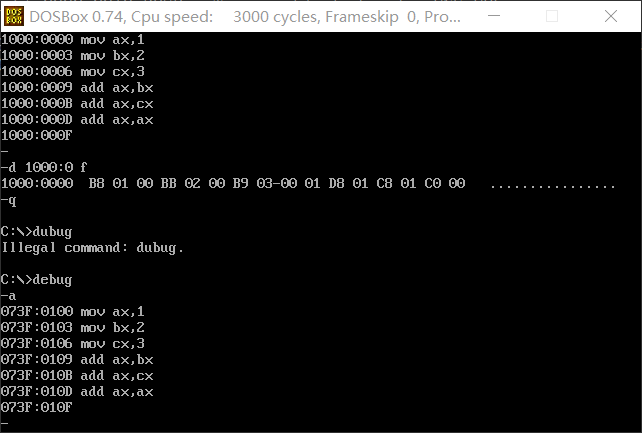 DOS BOX
DOSBox 0.74, Cpu speed: 3000 cycles, Frameskip 0, Pro...
1000:0000 mov ax,1
1000:0003 mov bx,2
1000:0006 mov cx,3
1000:0009 add ax,bx
1000:000B add ax,cx
1000:000D add ax,ax
1000:000F
-
-d 1000:0 f
1000:0000  B8 01 00 BB 02 00 B9 03-00 01 D8 01 C8 01 C0 00   ................
-q
C:\>dubug
Illegal command: dubug.
C:\>debug
-a
073F:0100 mov ax,1
073F:0103 mov bx,2
073F:0106 mov cx,3
073F:0109 add ax,bx
073F:010B add ax,cx
073F:010D add ax,ax
073F:010F
-